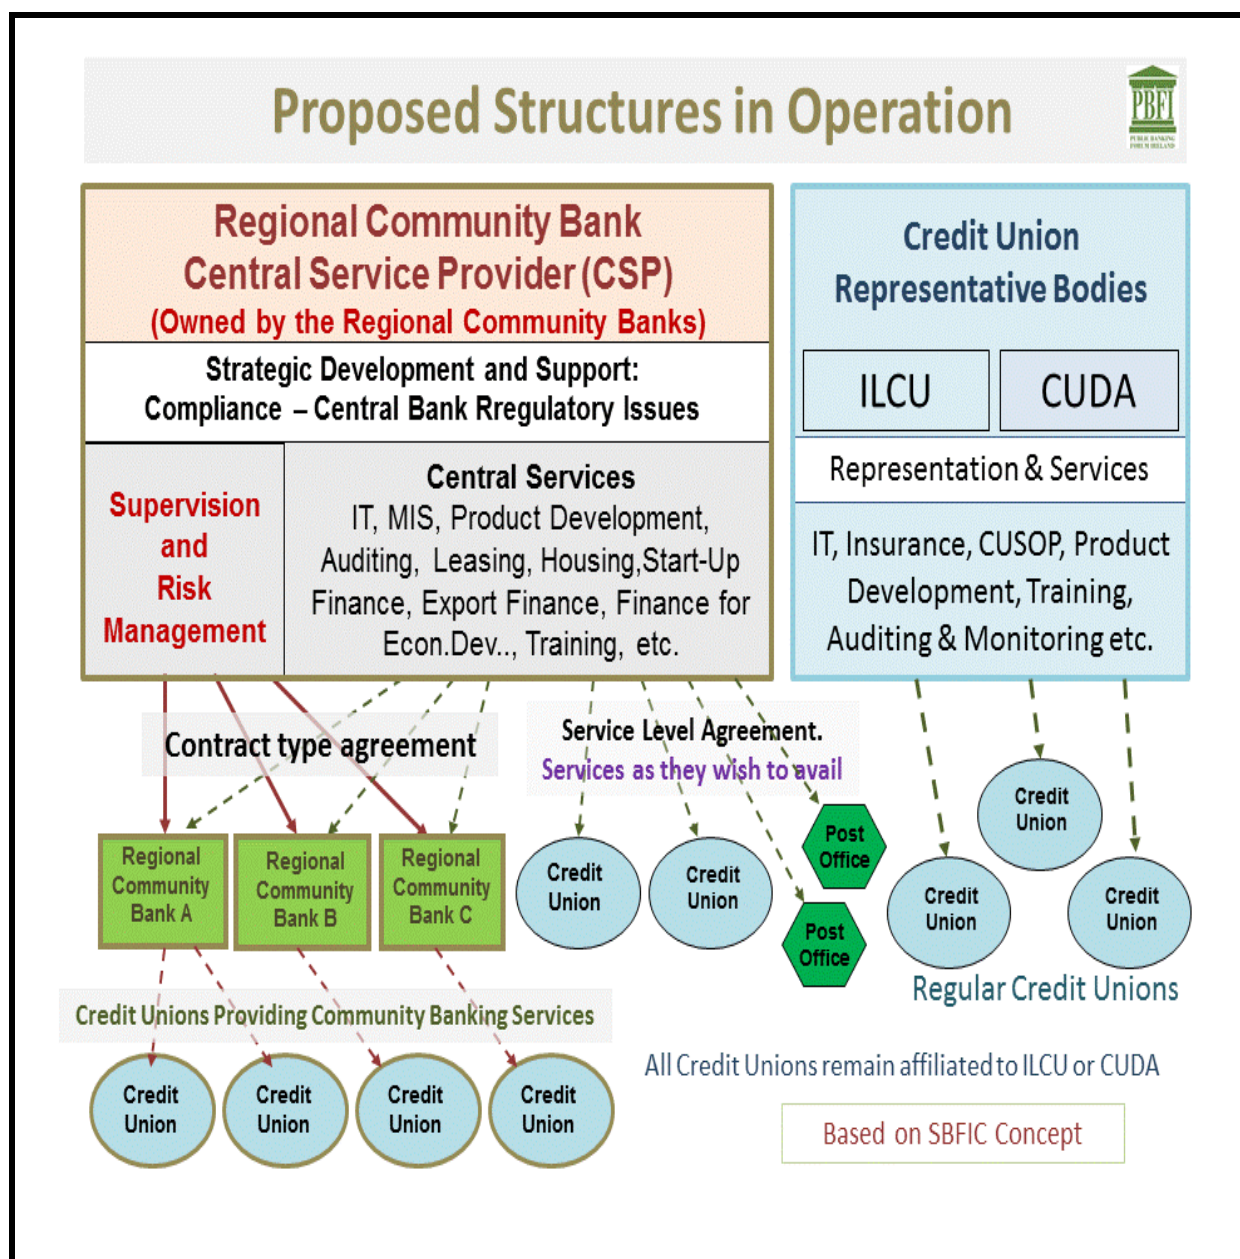 Proposed Structures in Operation
PBFI
PUBLIC BANKING
FORUM IRELAND
Regional Community Bank
Central Service Provider (CSP)
(Owned by the Regional Community Banks)
Strategic Development and Support:
Compliance – Central Bank Rregulatory Issues
Supervision
and
Risk
Management
Central Services
IT, MIS, Product Development,
Auditing, Leasing, Housing,Start-Up
Finance, Export Finance, Finance for
Econ.Dev.., Training, etc.
Credit Union
Representative Bodies
ILCU
CUDA
Representation & Services
IT, Insurance, CUSOP, Product
Development, Training,
Auditing & Monitoring etc.
Contract type agreement
Service Level Agreement.
Services as they wish to avail
Regional
Community
Bank A
Regional
Community
Bank B
Regional
Community
Bank C
Credit
Union
Credit
Union
Post
Office
Post
Office
Credit
Union
Credit
Union
Credit
Union
Regular Credit Unions
Credit Unions Providing Community Banking Services
Credit
Union
Credit
Union
Credit
Union
Credit
Union
All Credit Unions remain affiliated to ILCU or CUDA
Based on SBFIC Concept